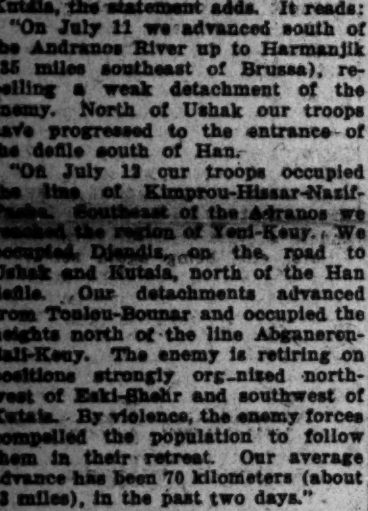 Kutaia, the statement adds. It reads:
"On July 11 we advanced south of
he Andranos River up to Harmanjik
35 miles southeast of Brussa), re-
elling a weak detachment of the
nemy. North of Ushak our troops
ave progressed to the entrance of
he defile south of Han.
"On July 12 our troops occupied
he line of Kimprou-Hissar-Nazif-
Pasha. Southeast of the Adranos we
reached the region of Yeni-Keuy. We
occupied Djendis, on the road to
Ushak and Kutaia, north of the Han
defile. Our detachments advanced
rom Toulou-Bounar and occupied the
eights north of the line Abganeron-
ali-Keuy. The enemy is retiring on
ositions strongly org nized north-
west of Eski-Shehr and southwest of
Kutaia. By violence, the enemy forces
ompelled the population to follow
hem in their retreat. Our average
dvance has been 70 kilometers (about
3 miles), in the past two days."